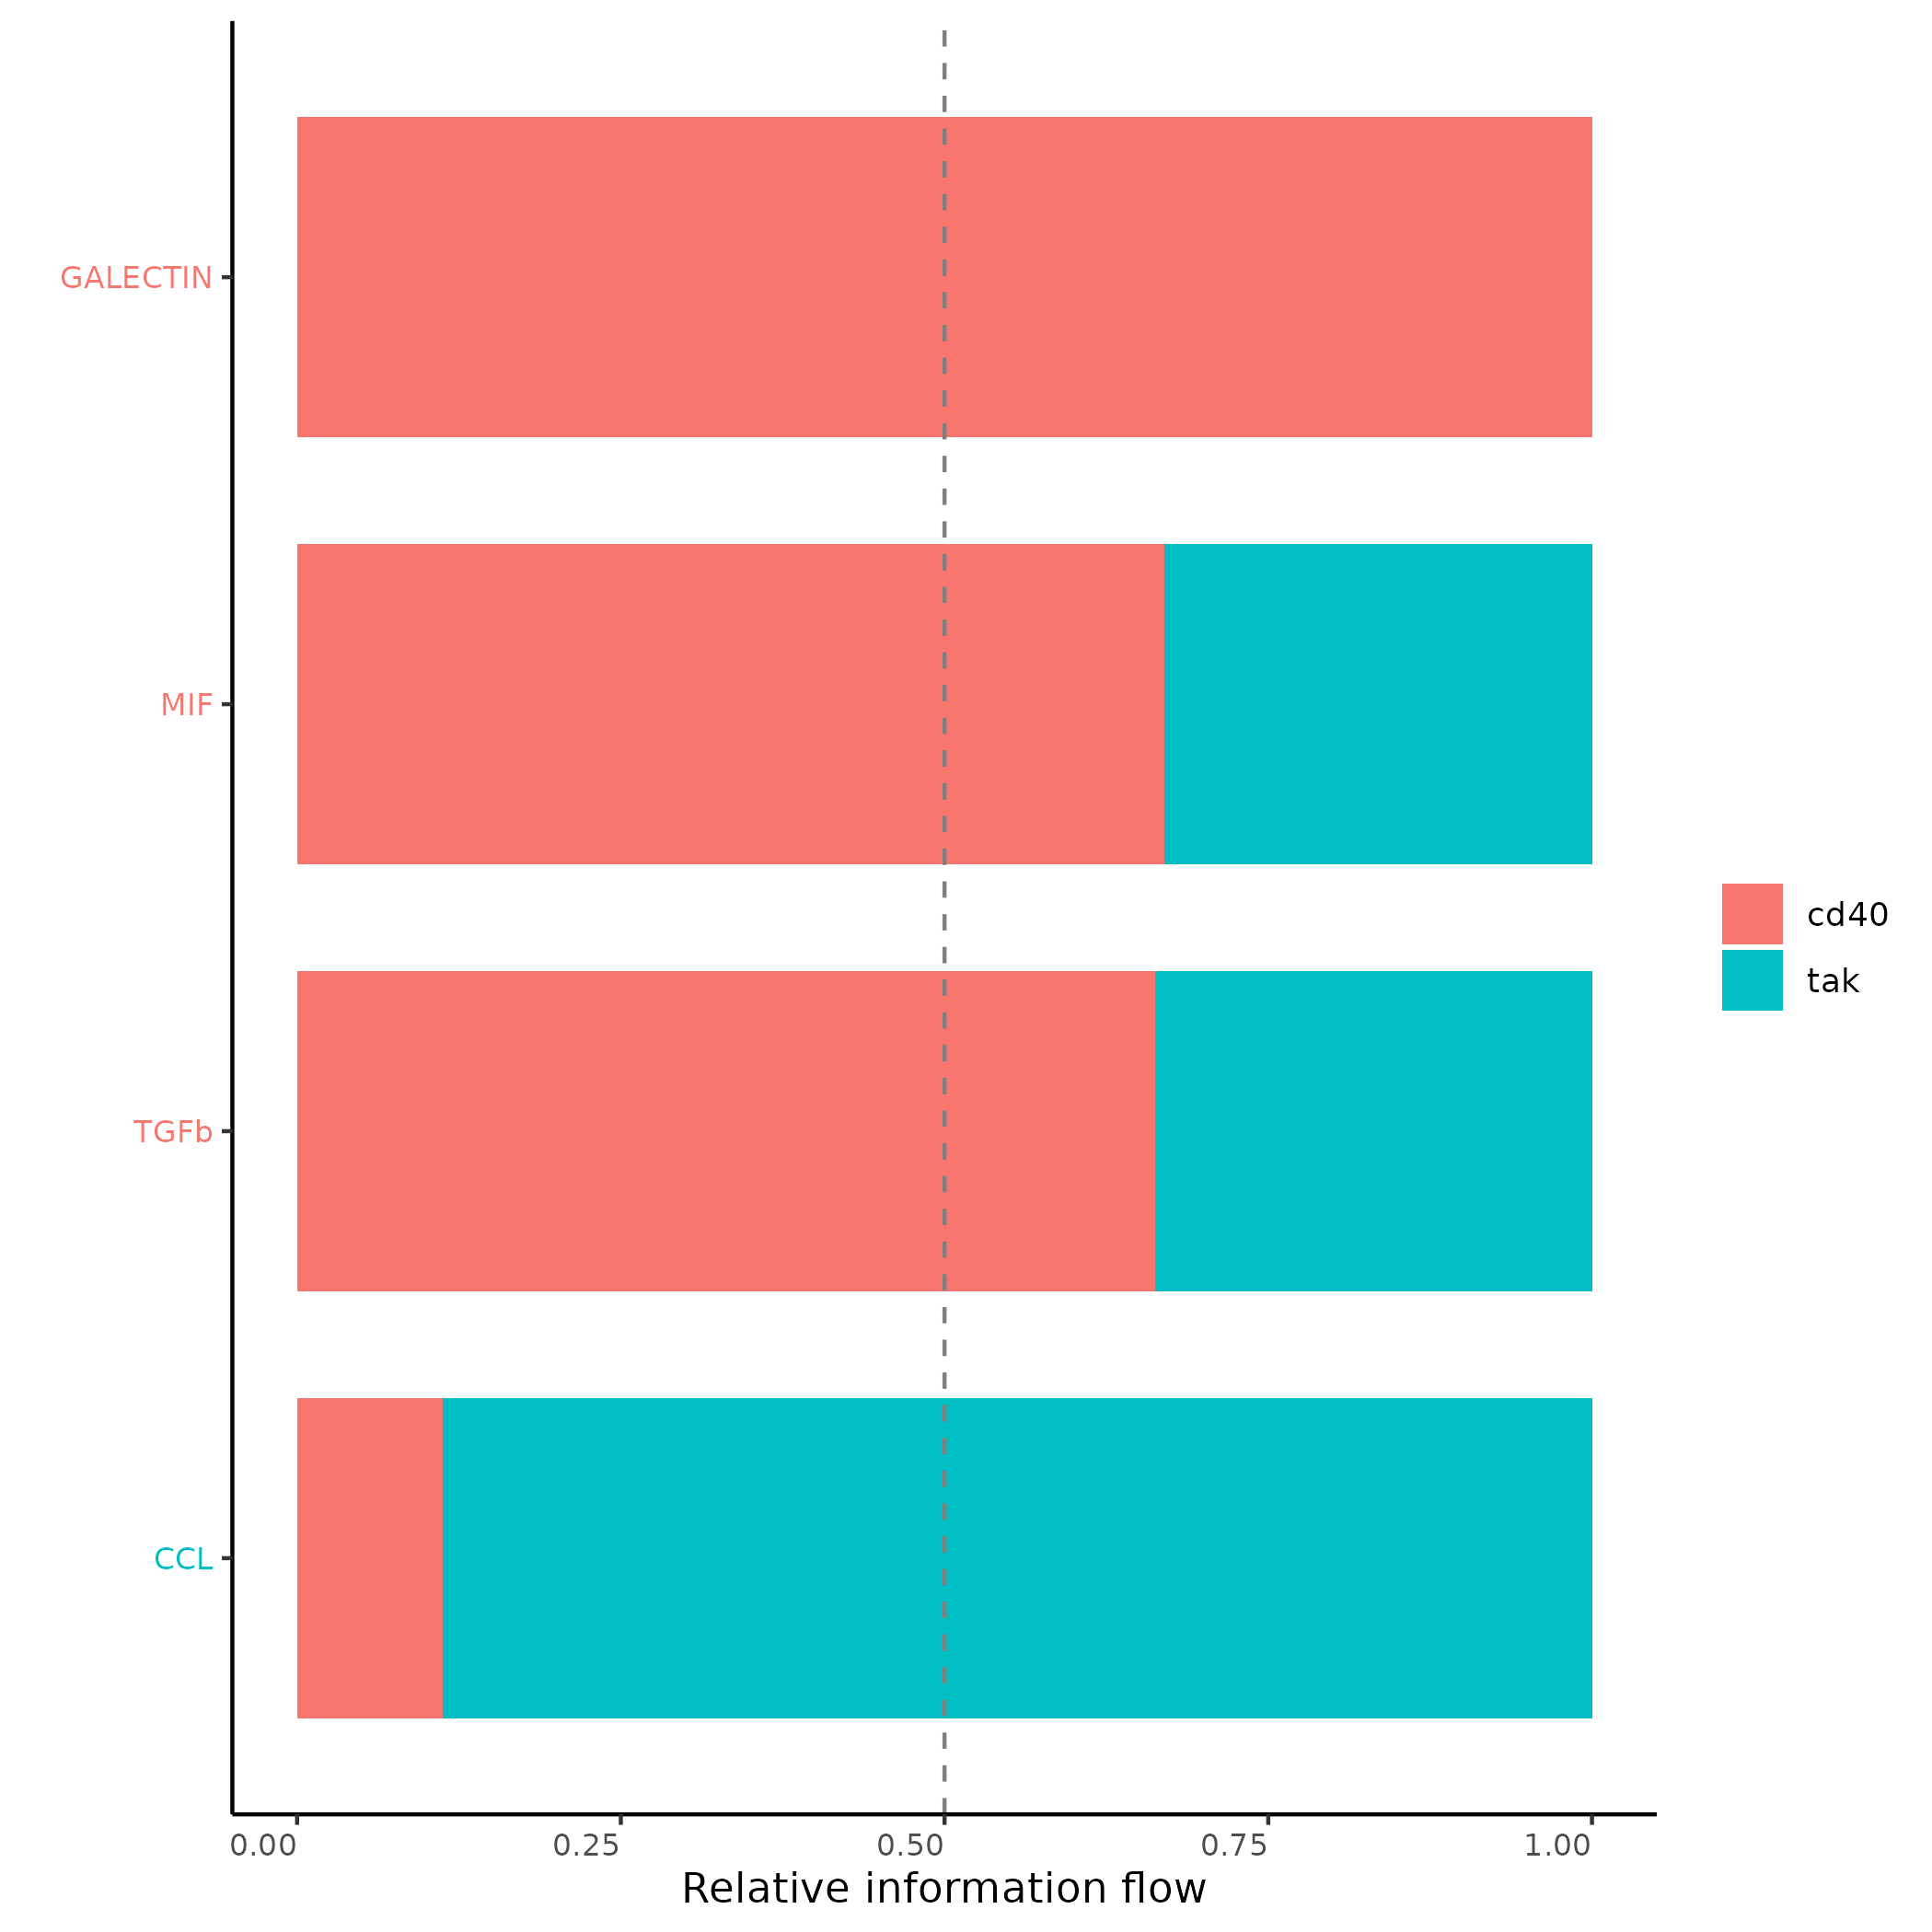 GALECTIN
MIF
TGFb
CCL
0.00 0.25 0.50 0.75 1.00
Relative information flow
cd40
tak